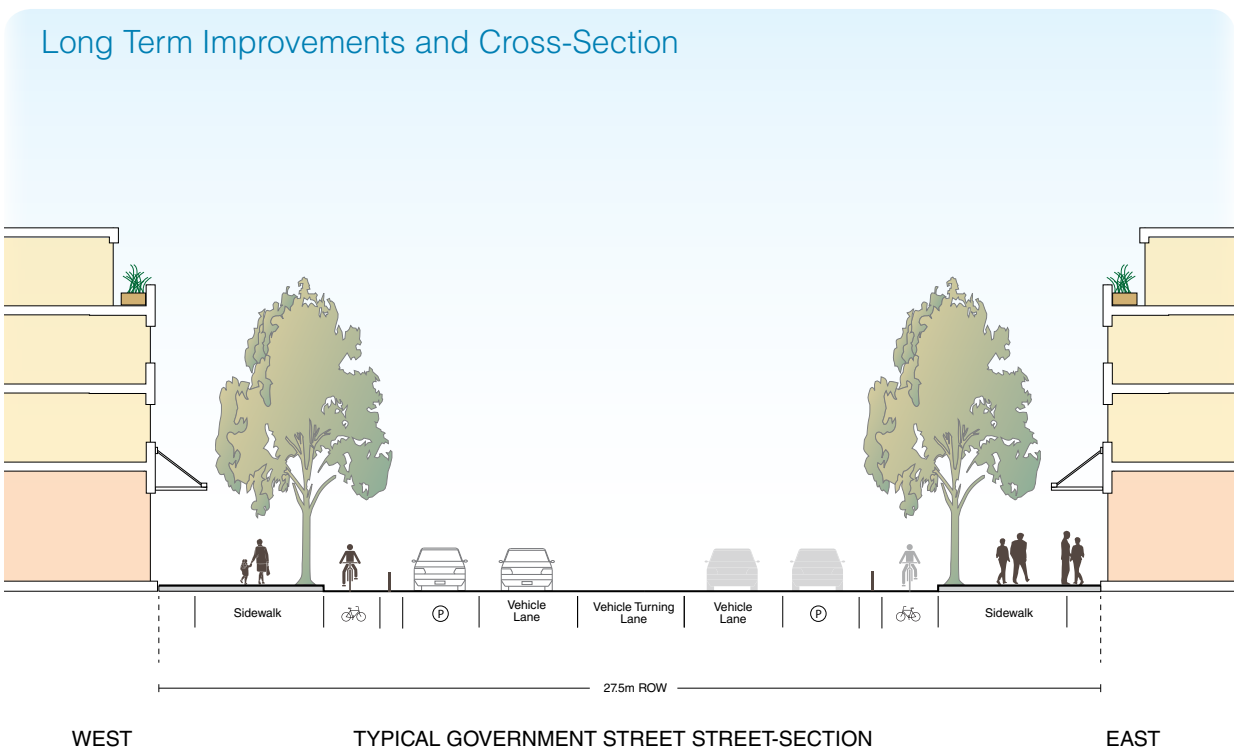 Long Term Improvements and Cross-Section
Sidewalk
P
Vehicle
Lane
Vehicle Turning
Lane
Vehicle
Lane
P
Sidewalk
27.5m ROW
WEST
TYPICAL GOVERNMENT STREET STREET-SECTION
EAST